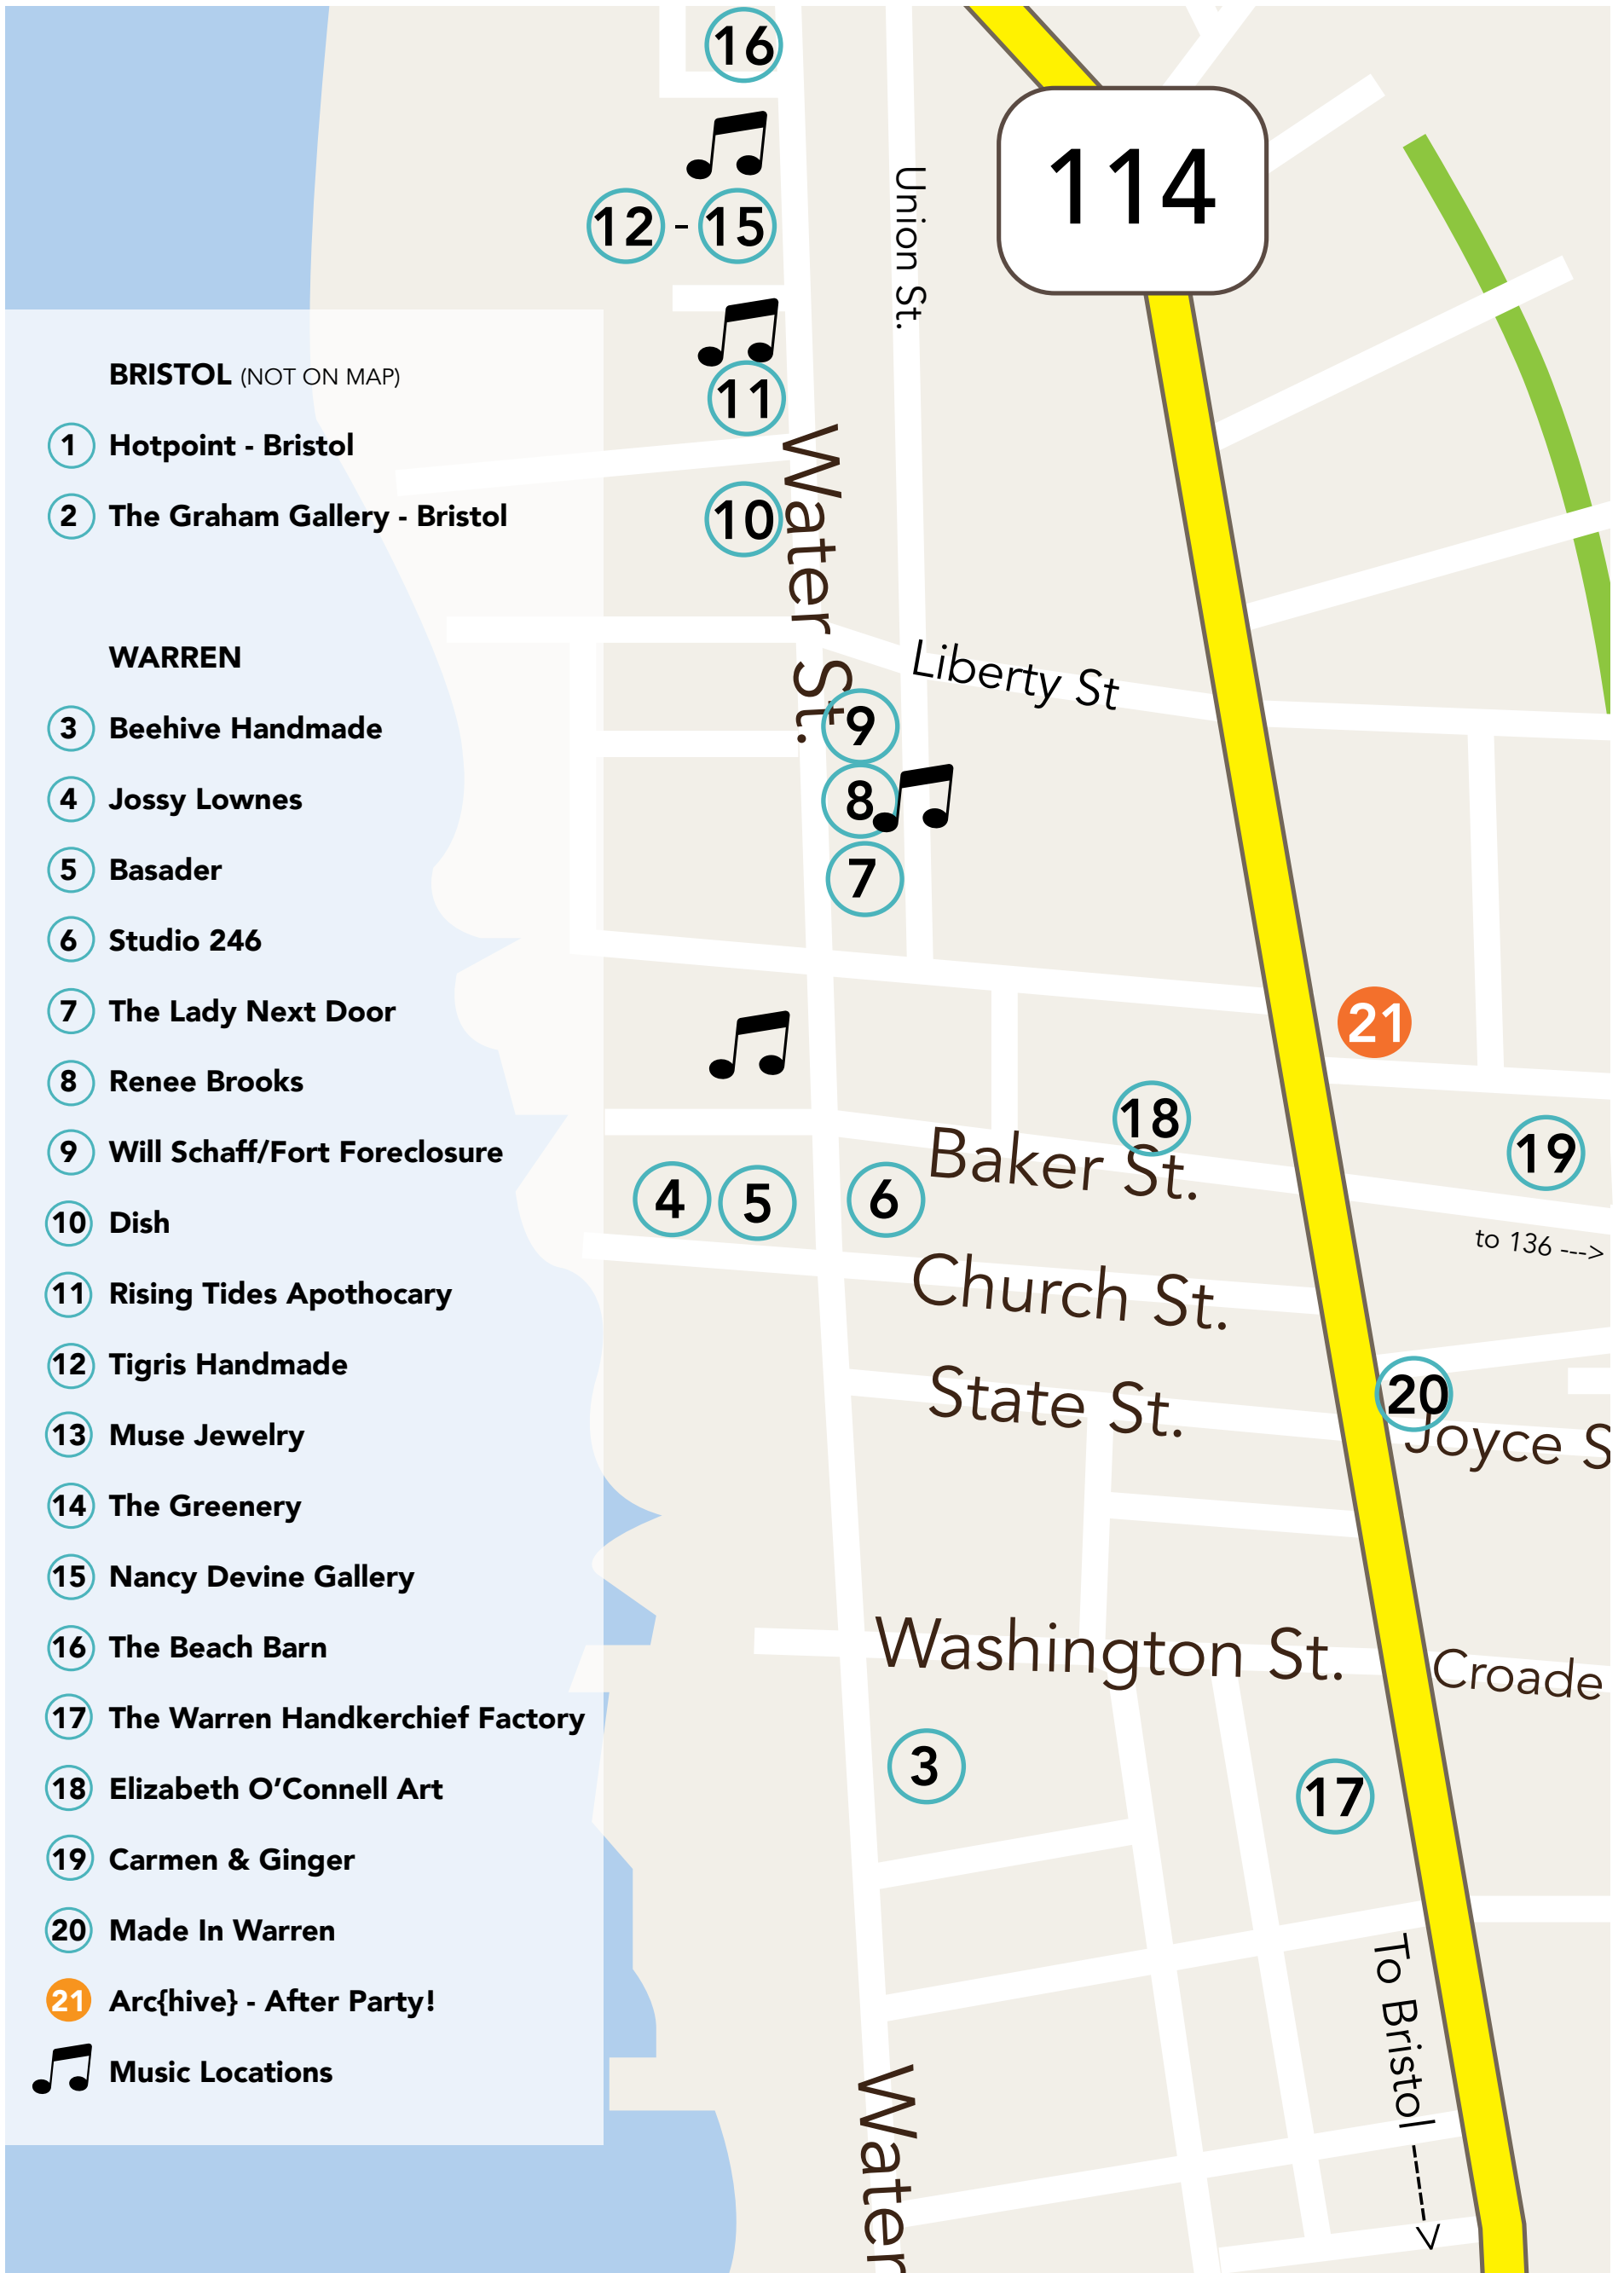 BRISTOL (NOT ON MAP)
1 Hotpoint - Bristol
2 The Graham Gallery - Bristol
WARREN
3 Beehive Handmade
4 Jossy Lownes
5 Basader
6 Studio 246
7 The Lady Next Door
8 Renee Brooks
9 Will Schaff/Fort Foreclosure
10 Dish
11 Rising Tides Apothecary
12 Tigris Handmade
13 Muse Jewelry
14 The Greenery
15 Nancy Devine Gallery
16 The Beach Barn
17 The Warren Handkerchief Factory
18 Elizabeth O’Connell Art
19 Carmen & Ginger
20 Made In Warren
21 Arc{hive} - After Party!
Music Locations
16
114
12 - 15
Union St.
11
Water St.
10
Liberty St
9
8
7
21
18
19
Baker St.
4
5
6
to 136 --->
Church St.
State St.
20
Joyce S
Washington St.
Croade
3
17
To Bristol ------>
Water